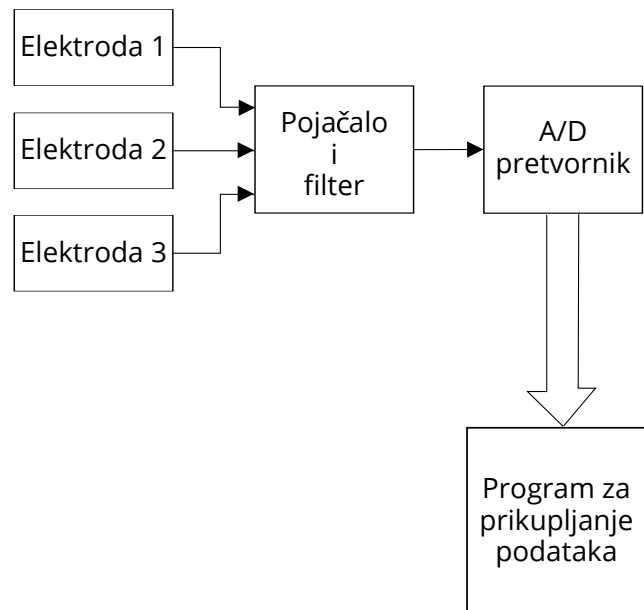 Elektroda 1
Elektroda 2
Elektroda 3
Pojačalo
i
filter
A/D
pretvornik
Program za
prikupljanje
podataka